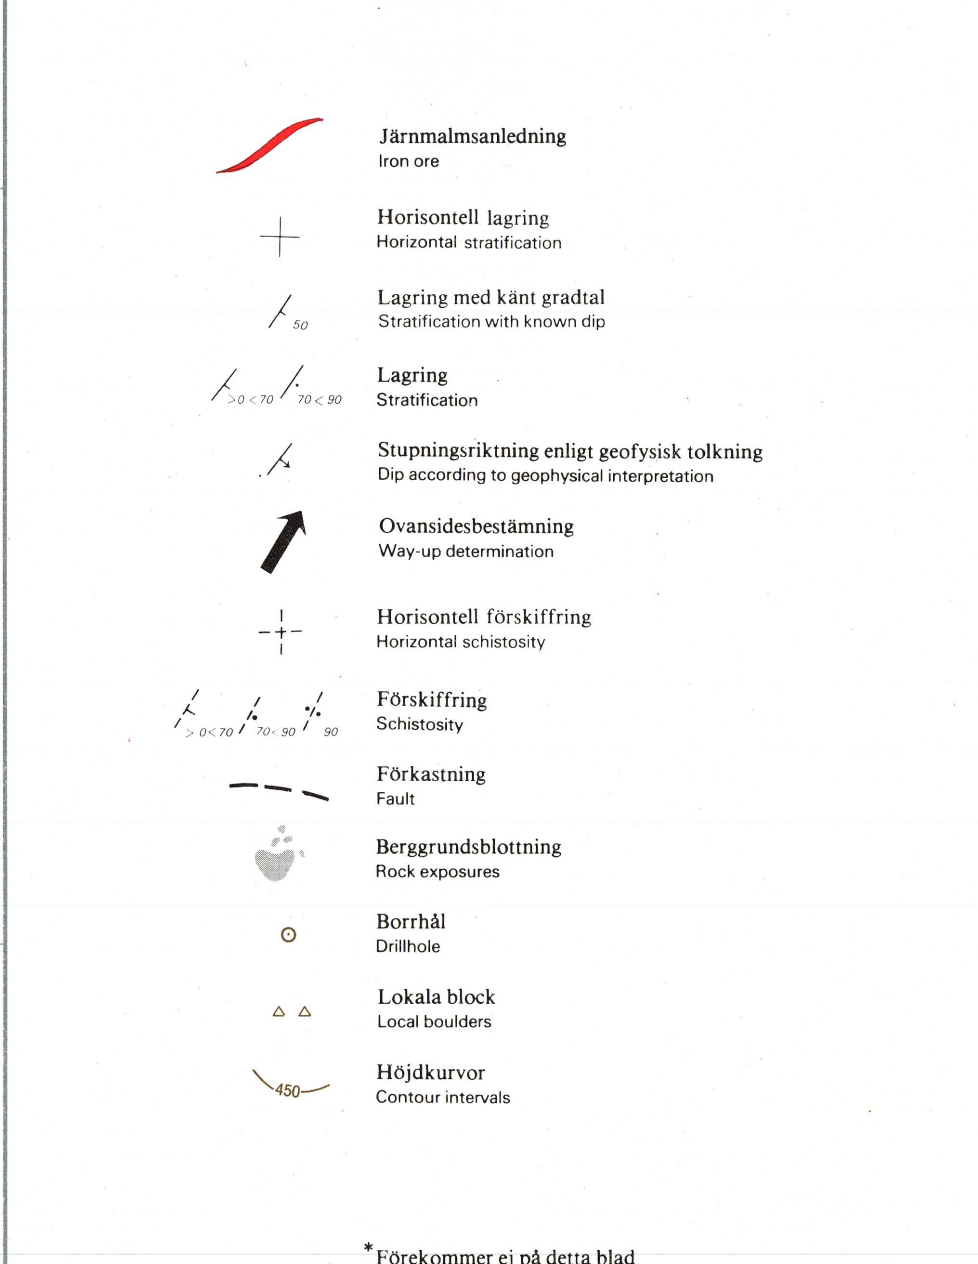 Järnmalmsanledning
Iron ore
Horisontell lagring
Horizontal stratification
50
Lagring med känt gradtal
Stratification with known dip
>0<70 70<90
Lagring
Stratification
Stupningsriktning enligt geofysisk tolkning
Dip according to geophysical interpretation
Ovansidesbestämning
Way-up determination
Horisontell förskiffring
Horizontal schistosity
>0<70 70<90 90
Förskiffring
Schistosity
Förkastning
Fault
Berggrundsblottning
Rock exposures
Borrhål
Drillhole
Lokala block
Local boulders
450
Höjdkurvor
Contour intervals
*Förekommer ej på detta blad